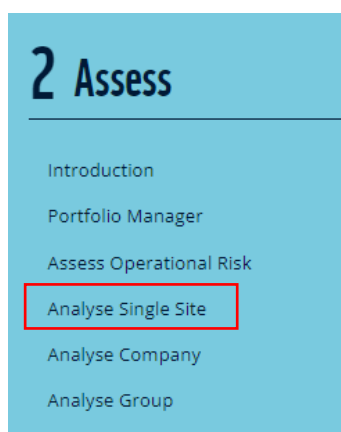 2 Assess
Introduction
Portfolio Manager
Assess Operational Risk
Analyse Single Site
Analyse Company
Analyse Group